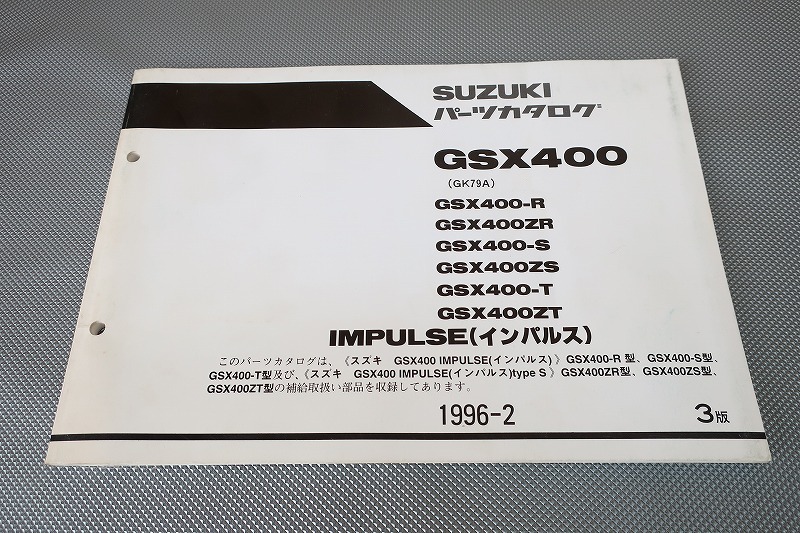 SUZUKI
パーツカタログ
GSX400
(GK79A)
GSX400-R
GSX400ZR
GSX400-S
GSX400ZS
GSX400-T
GSX400ZT
IMPULSE(インパルス)
このパーツカタログは、《スズキ GSX400 IMPULSE(インパルス)》GSX400-R型、GSX400-S型、
GSX400-T型及び、《スズキ GSX400 IMPULSE(インパルス)type S》GSX400ZR型、GSX400ZS型、
GSX400ZT型の補給取扱い部品を収録してあります。
1996-2
3版